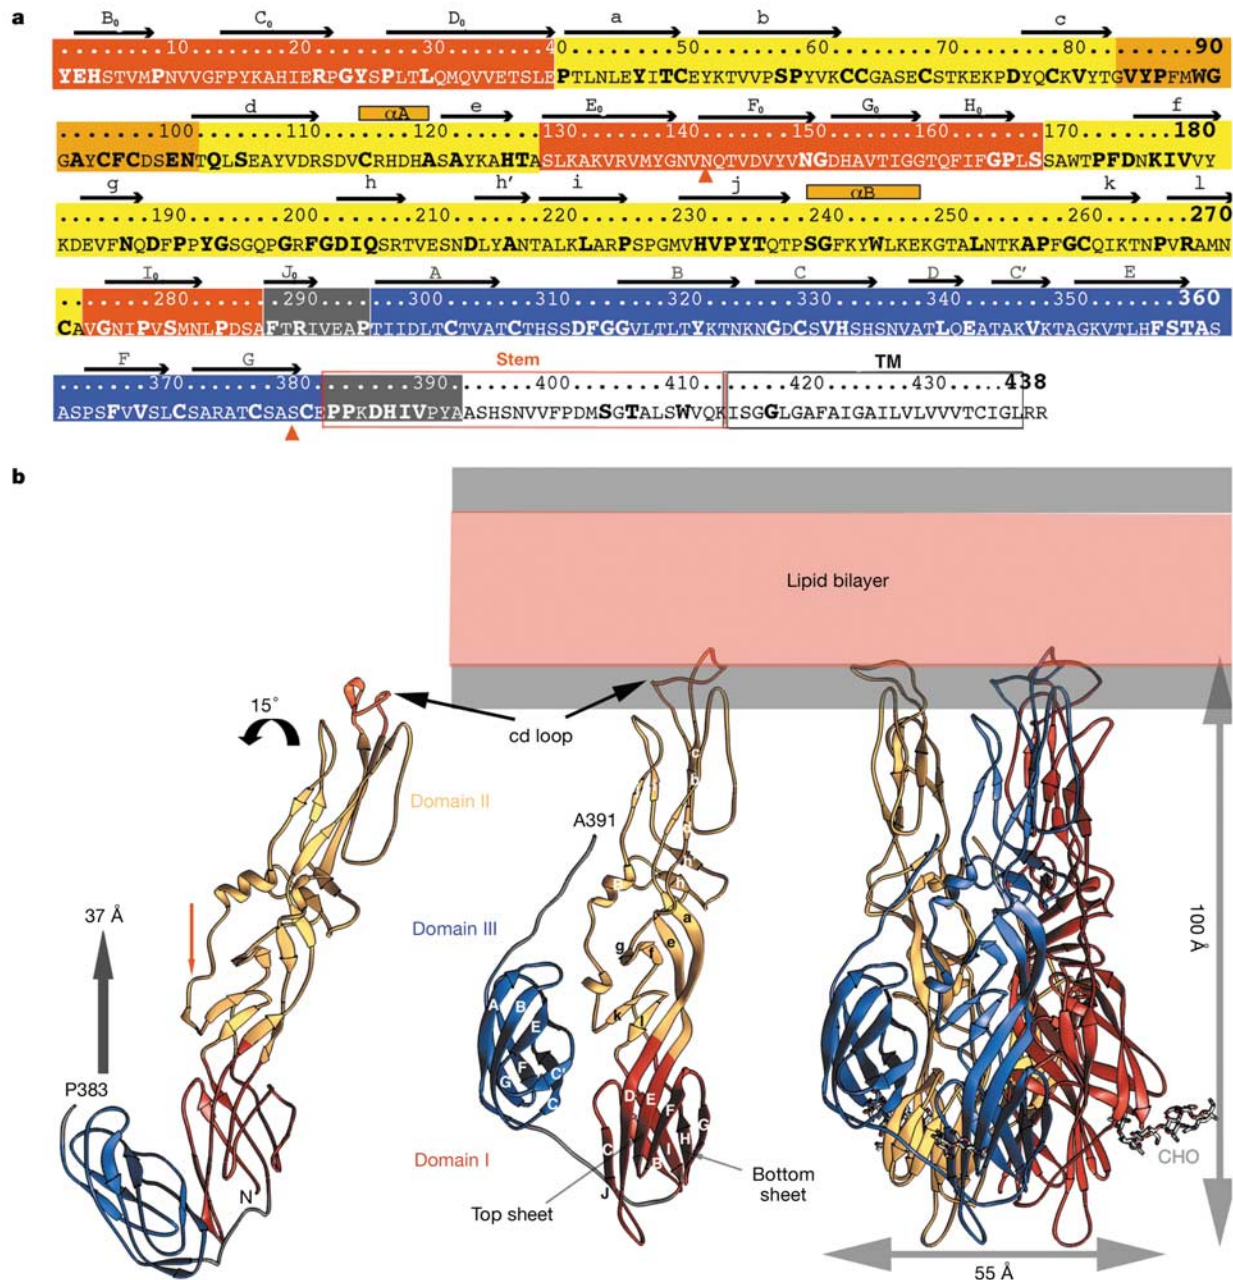 a
B₀ C₀ D₀ a b c
10 20 30 40 50 60 70 80 90
YEHSTVMPNVVGFPYKAHIERPGYSPLTLQMQVVETSLEPTLNLEYITCEYKTVVPSPYVKCCGASECSTKEKPDYQCKVYTGVYPFMWG
d αA e E₀ F₀ G₀ H₀ f
100 110 120 130 140 150 160 170 180
GAYCFCDSENTQLSEAYVDRSDVCRHDHASAYKAHTASLKAKVRVMYGNVNQTVDVYVNGDHAVTIGGTQFIFGPLSSAWTPFDNKIVVY
g h h' i j αB k l
190 200 210 220 230 240 250 260 270
KDEVFNQDFPPYGSGQPGRFGDIQSRTVESNDLYANTALKLARPSPGMVHVPYTQTPSGFKYWLKEKGTALNTKAPFGCQIKTNPVRAMN
I₀ J₀ A B C D C' E
280 290 300 310 320 330 340 350 360
CAVGNIPVSMNLPDSAFTRIVEAPTIIDLTCTVATCTHSSDFGGVLTLTYKTNKNGDCSVHSHSNVATLQEATAKVKTAGKVTLHFSTAS
F G Stem TM
370 380 390 400 410 420 430 438
ASPSFVVSLCSARATCSASCEPPKDHIVPYAASHSNVVFPDMSGTALSWVQKISGGLGAFAIGAILVLVVVTCIGLRR
b
Lipid bilayer
15°
cd loop
c
b
Domain II
A391
d
h'
B
h
a
37 Å
Domain III
g
f
e
100 Å
A
B
E
k
l
F
G
C'
C
P383
D
E
F
G
C
H
I
B
CHO
Domain I
N
J
Bottom
sheet
Top sheet
55 Å